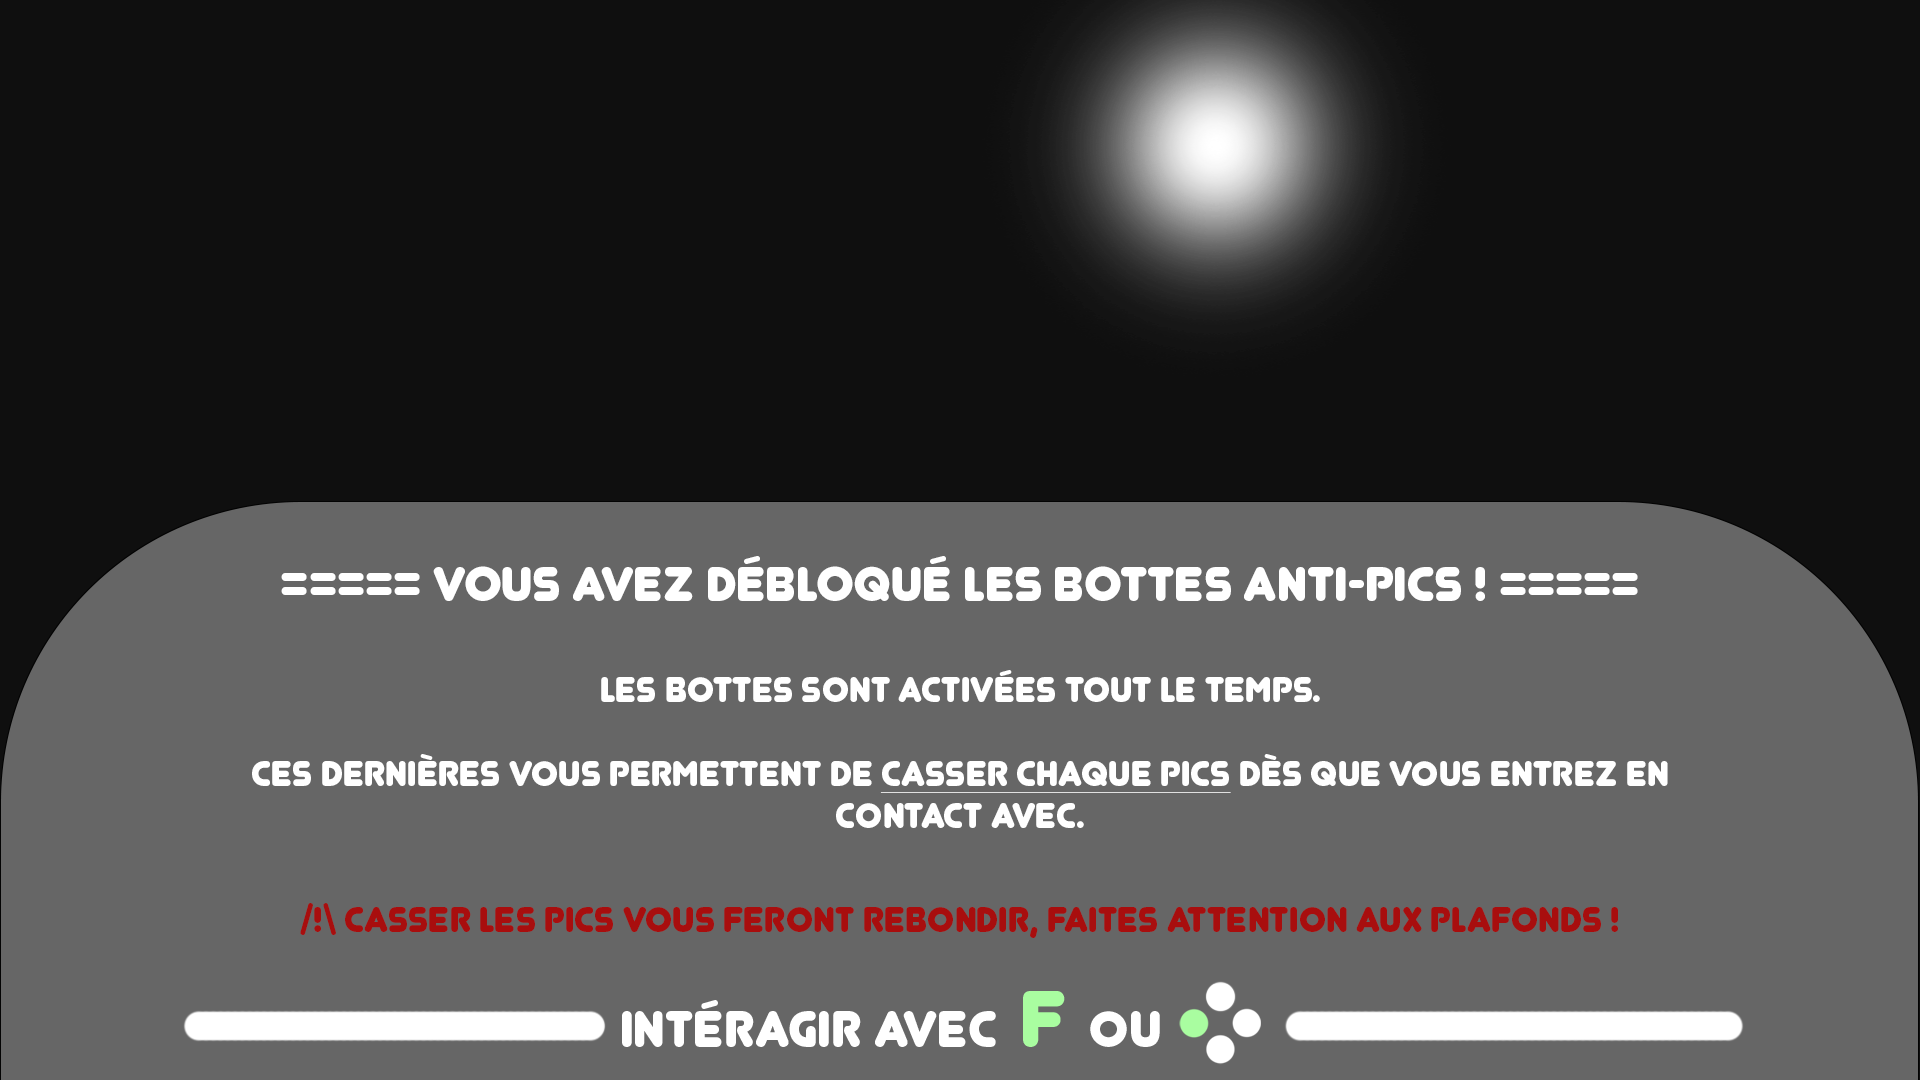 ===== VOUS AVEZ DÉBLOQUÉ LES BOTTES ANTI-PICS ! =====
LES BOTTES SONT ACTIVÉES TOUT LE TEMPS.
CES DERNIÈRES VOUS PERMETTENT DE CASSER CHAQUE PICS DÈS QUE VOUS ENTREZ EN
CONTACT AVEC.
/!\ CASSER LES PICS VOUS FERONT REBONDIR, FAITES ATTENTION AUX PLAFONDS !
INTÉRAGIR AVEC F OU